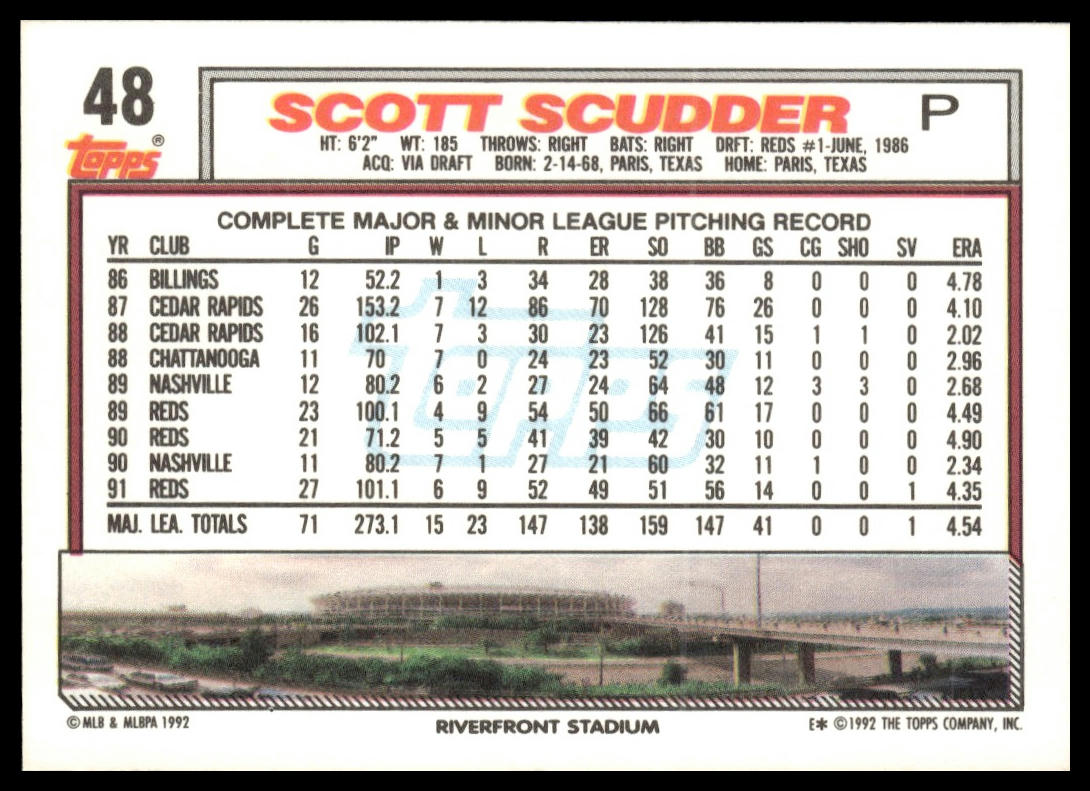 48
SCOTT SCUDDER P
topps®
HT: 6'2" WT: 185 THROWS: RIGHT BATS: RIGHT DRFT: REDS #1-JUNE, 1986
ACQ: VIA DRAFT BORN: 2-14-68, PARIS, TEXAS HOME: PARIS, TEXAS
COMPLETE MAJOR & MINOR LEAGUE PITCHING RECORD
YR CLUB G IP W L R ER SO BB GS CG SHO SV ERA
86 BILLINGS 12 52.2 1 3 34 28 38 36 8 0 0 0 4.78
87 CEDAR RAPIDS 26 153.2 7 12 86 70 128 76 26 0 0 0 4.10
88 CEDAR RAPIDS 16 102.1 7 3 30 23 126 41 15 1 1 0 2.02
88 CHATTANOOGA 11 70 7 0 24 23 52 30 11 0 0 0 2.96
89 NASHVILLE 12 80.2 6 2 27 24 64 48 12 3 3 0 2.68
89 REDS 23 100.1 4 9 54 50 66 61 17 0 0 0 4.49
90 REDS 21 71.2 5 5 41 39 42 30 10 0 0 0 4.90
90 NASHVILLE 11 80.2 7 1 27 21 60 32 11 1 0 0 2.34
91 REDS 27 101.1 6 9 52 49 51 56 14 0 0 1 4.35
MAJ. LEA. TOTALS 71 273.1 15 23 147 138 159 147 41 0 0 1 4.54
topps
© MLB & MLBPA 1992
RIVERFRONT STADIUM
E* © 1992 THE TOPPS COMPANY, INC.